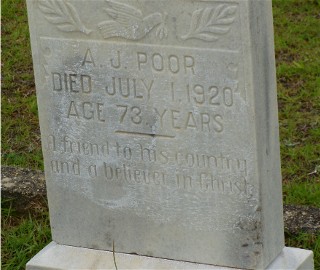 A. J. POOR
DIED JULY 1, 1920
AGE 73 YEARS
A friend to his country
and a believer in Christ